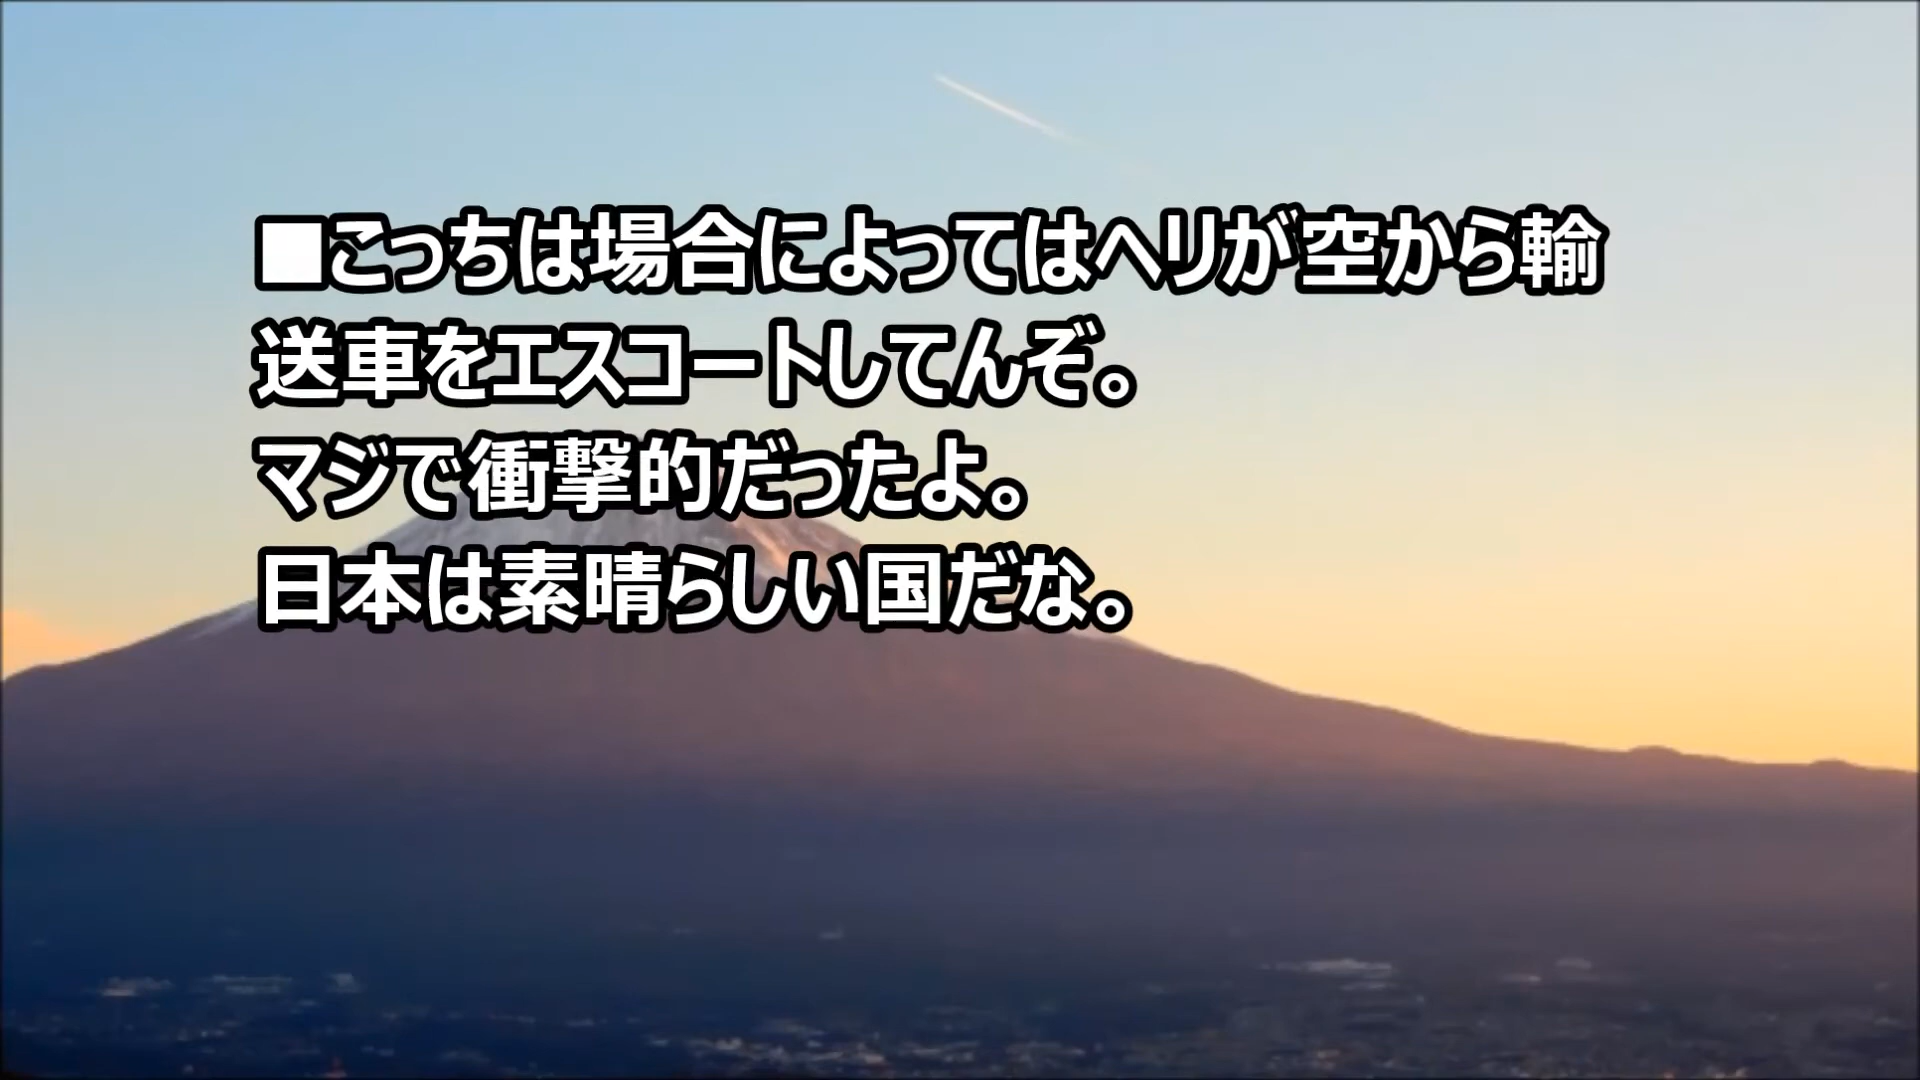 ■こっちは場合によってはヘリが空から輸
送車をエスコートしてんぞ。
マジで衝撃的だったよ。
日本は素晴らしい国だな。